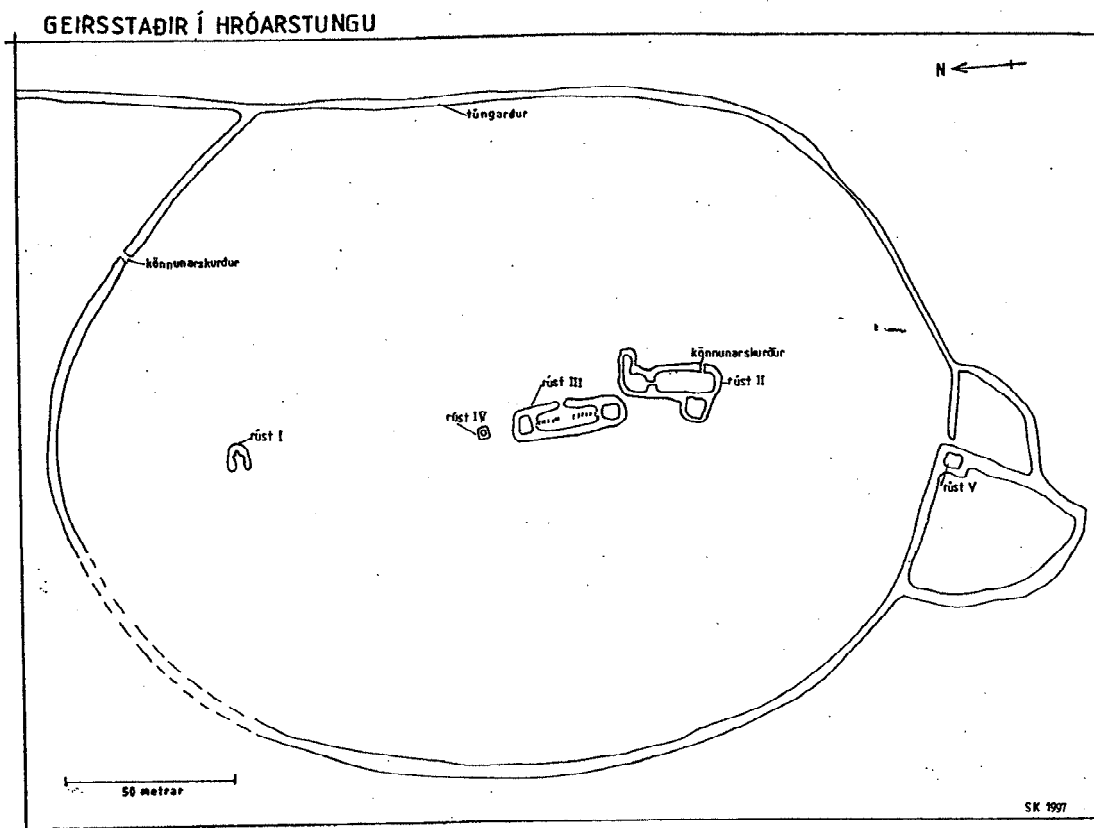 GEIRSSTAÐIR Í HRÓARSTUNGU
N
túngarður
könnunarskurður
könnunarskurður
rúst II
rúst III
rúst IV
rúst I
rúst V
50 metrar
SK 1997